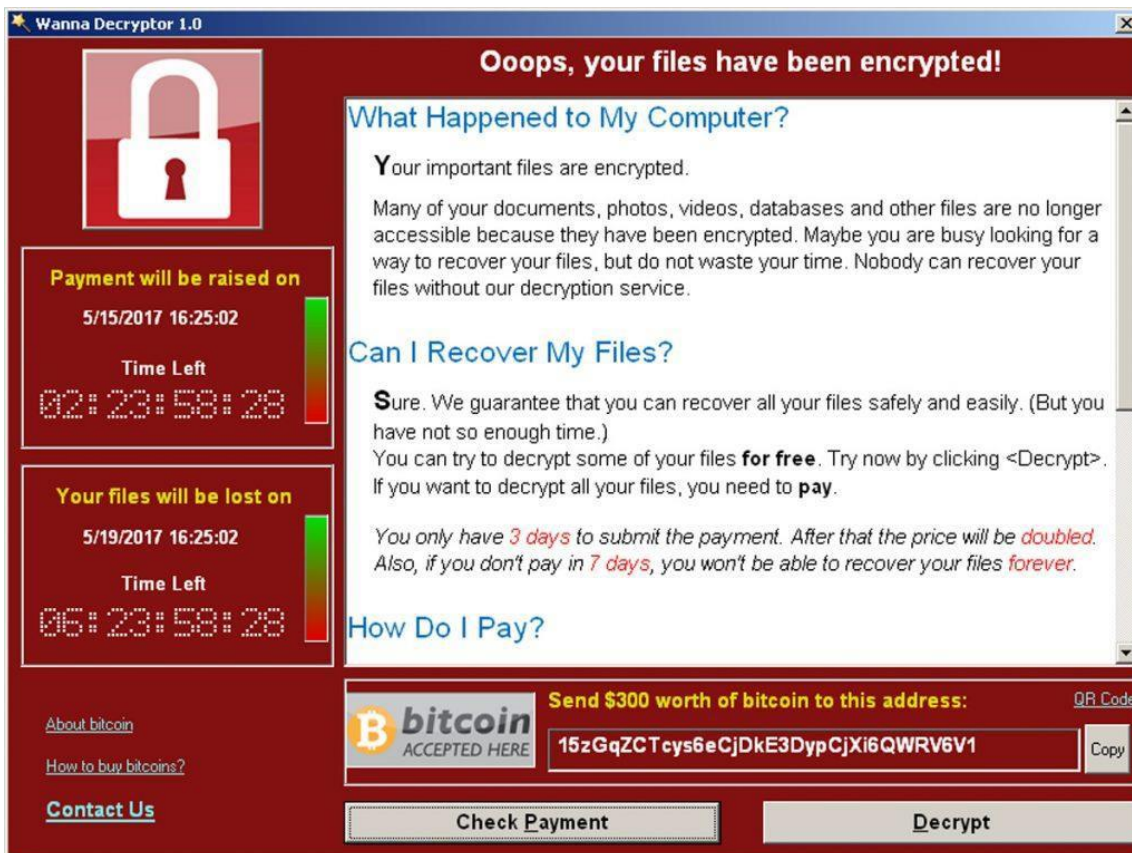 Wanna Decryptor 1.0
Ooops, your files have been encrypted!
Payment will be raised on
5/15/2017 16:25:02
Time Left
02:23:58:28
Your files will be lost on
5/19/2017 16:25:02
Time Left
06:23:58:28
About bitcoin
How to buy bitcoins?
Contact Us
What Happened to My Computer?
Your important files are encrypted.
Many of your documents, photos, videos, databases and other files are no longer
accessible because they have been encrypted. Maybe you are busy looking for a
way to recover your files, but do not waste your time. Nobody can recover your
files without our decryption service.
Can I Recover My Files?
Sure. We guarantee that you can recover all your files safely and easily. (But you
have not so enough time.)
You can try to decrypt some of your files for free. Try now by clicking <Decrypt>.
If you want to decrypt all your files, you need to pay.
You only have 3 days to submit the payment. After that the price will be doubled.
Also, if you don't pay in 7 days, you won't be able to recover your files forever.
How Do I Pay?
bitcoin
ACCEPTED HERE
Send $300 worth of bitcoin to this address:
QR Code
15zGqZCTcys6eCjDkE3DypCjXi6QWRV6V1
Copy
Check Payment
Decrypt